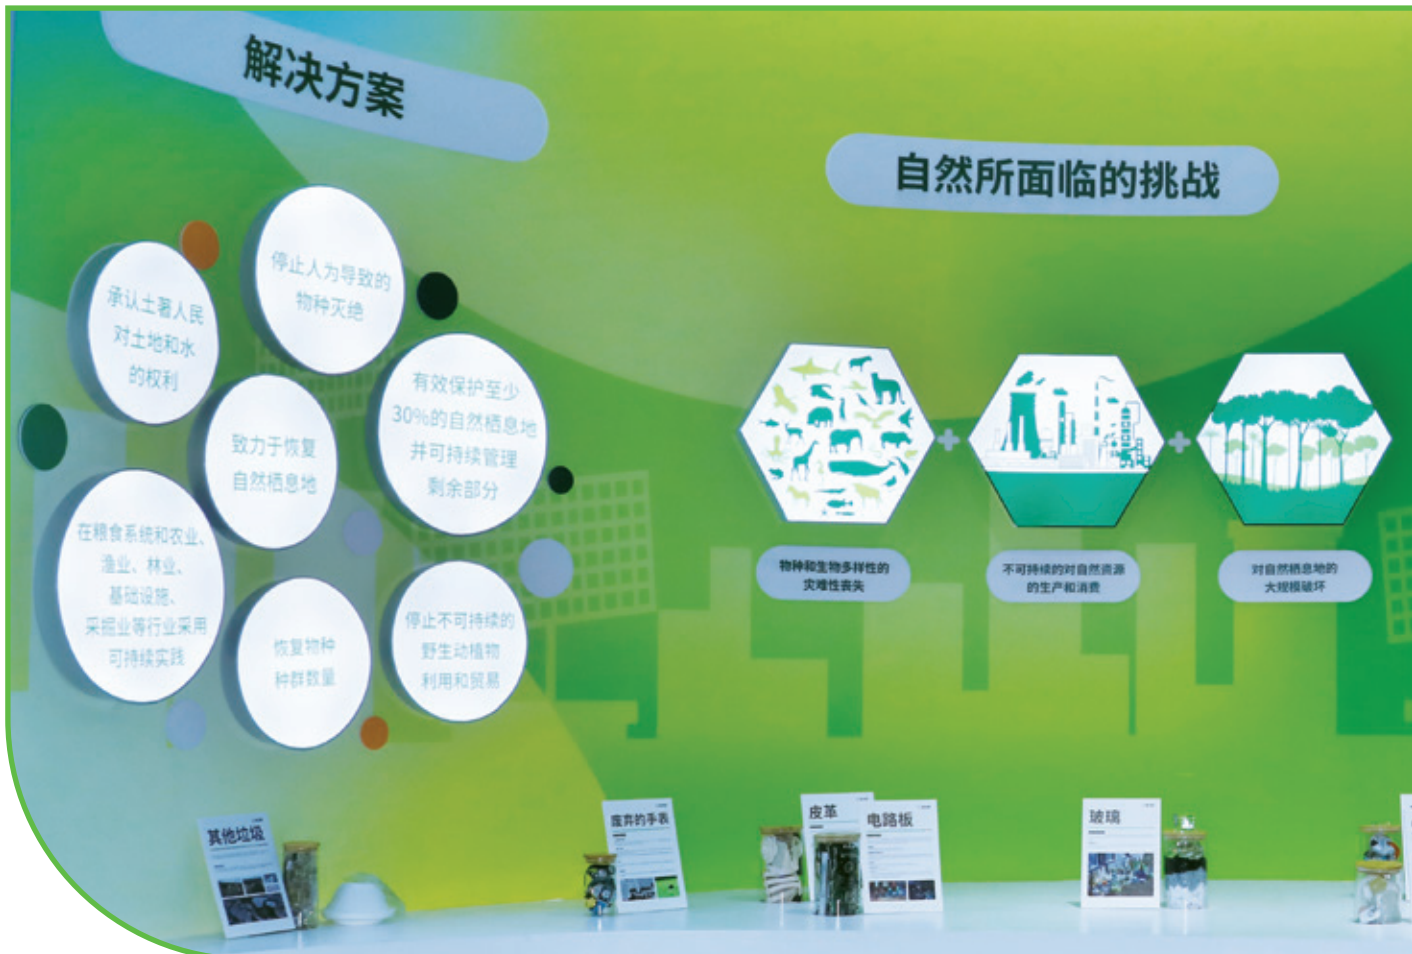 解决方案
停止人为导致的
物种灭绝
承认土著人民
对土地和水
的权利
有效保护至少
30%的自然栖息地
并可持续管理
剩余部分
致力于恢复
自然栖息地
在粮食系统和农业、
渔业、林业、
基础设施、
采掘业等行业采用
可持续实践
恢复物种
种群数量
停止不可持续的
野生动植物
利用和贸易
自然所面临的挑战
物种和生物多样性的
灾难性丧失
不可持续的对自然资源
的生产和消费
对自然栖息地的
大规模破坏
其他垃圾
废弃的手表
皮革
电路板
玻璃